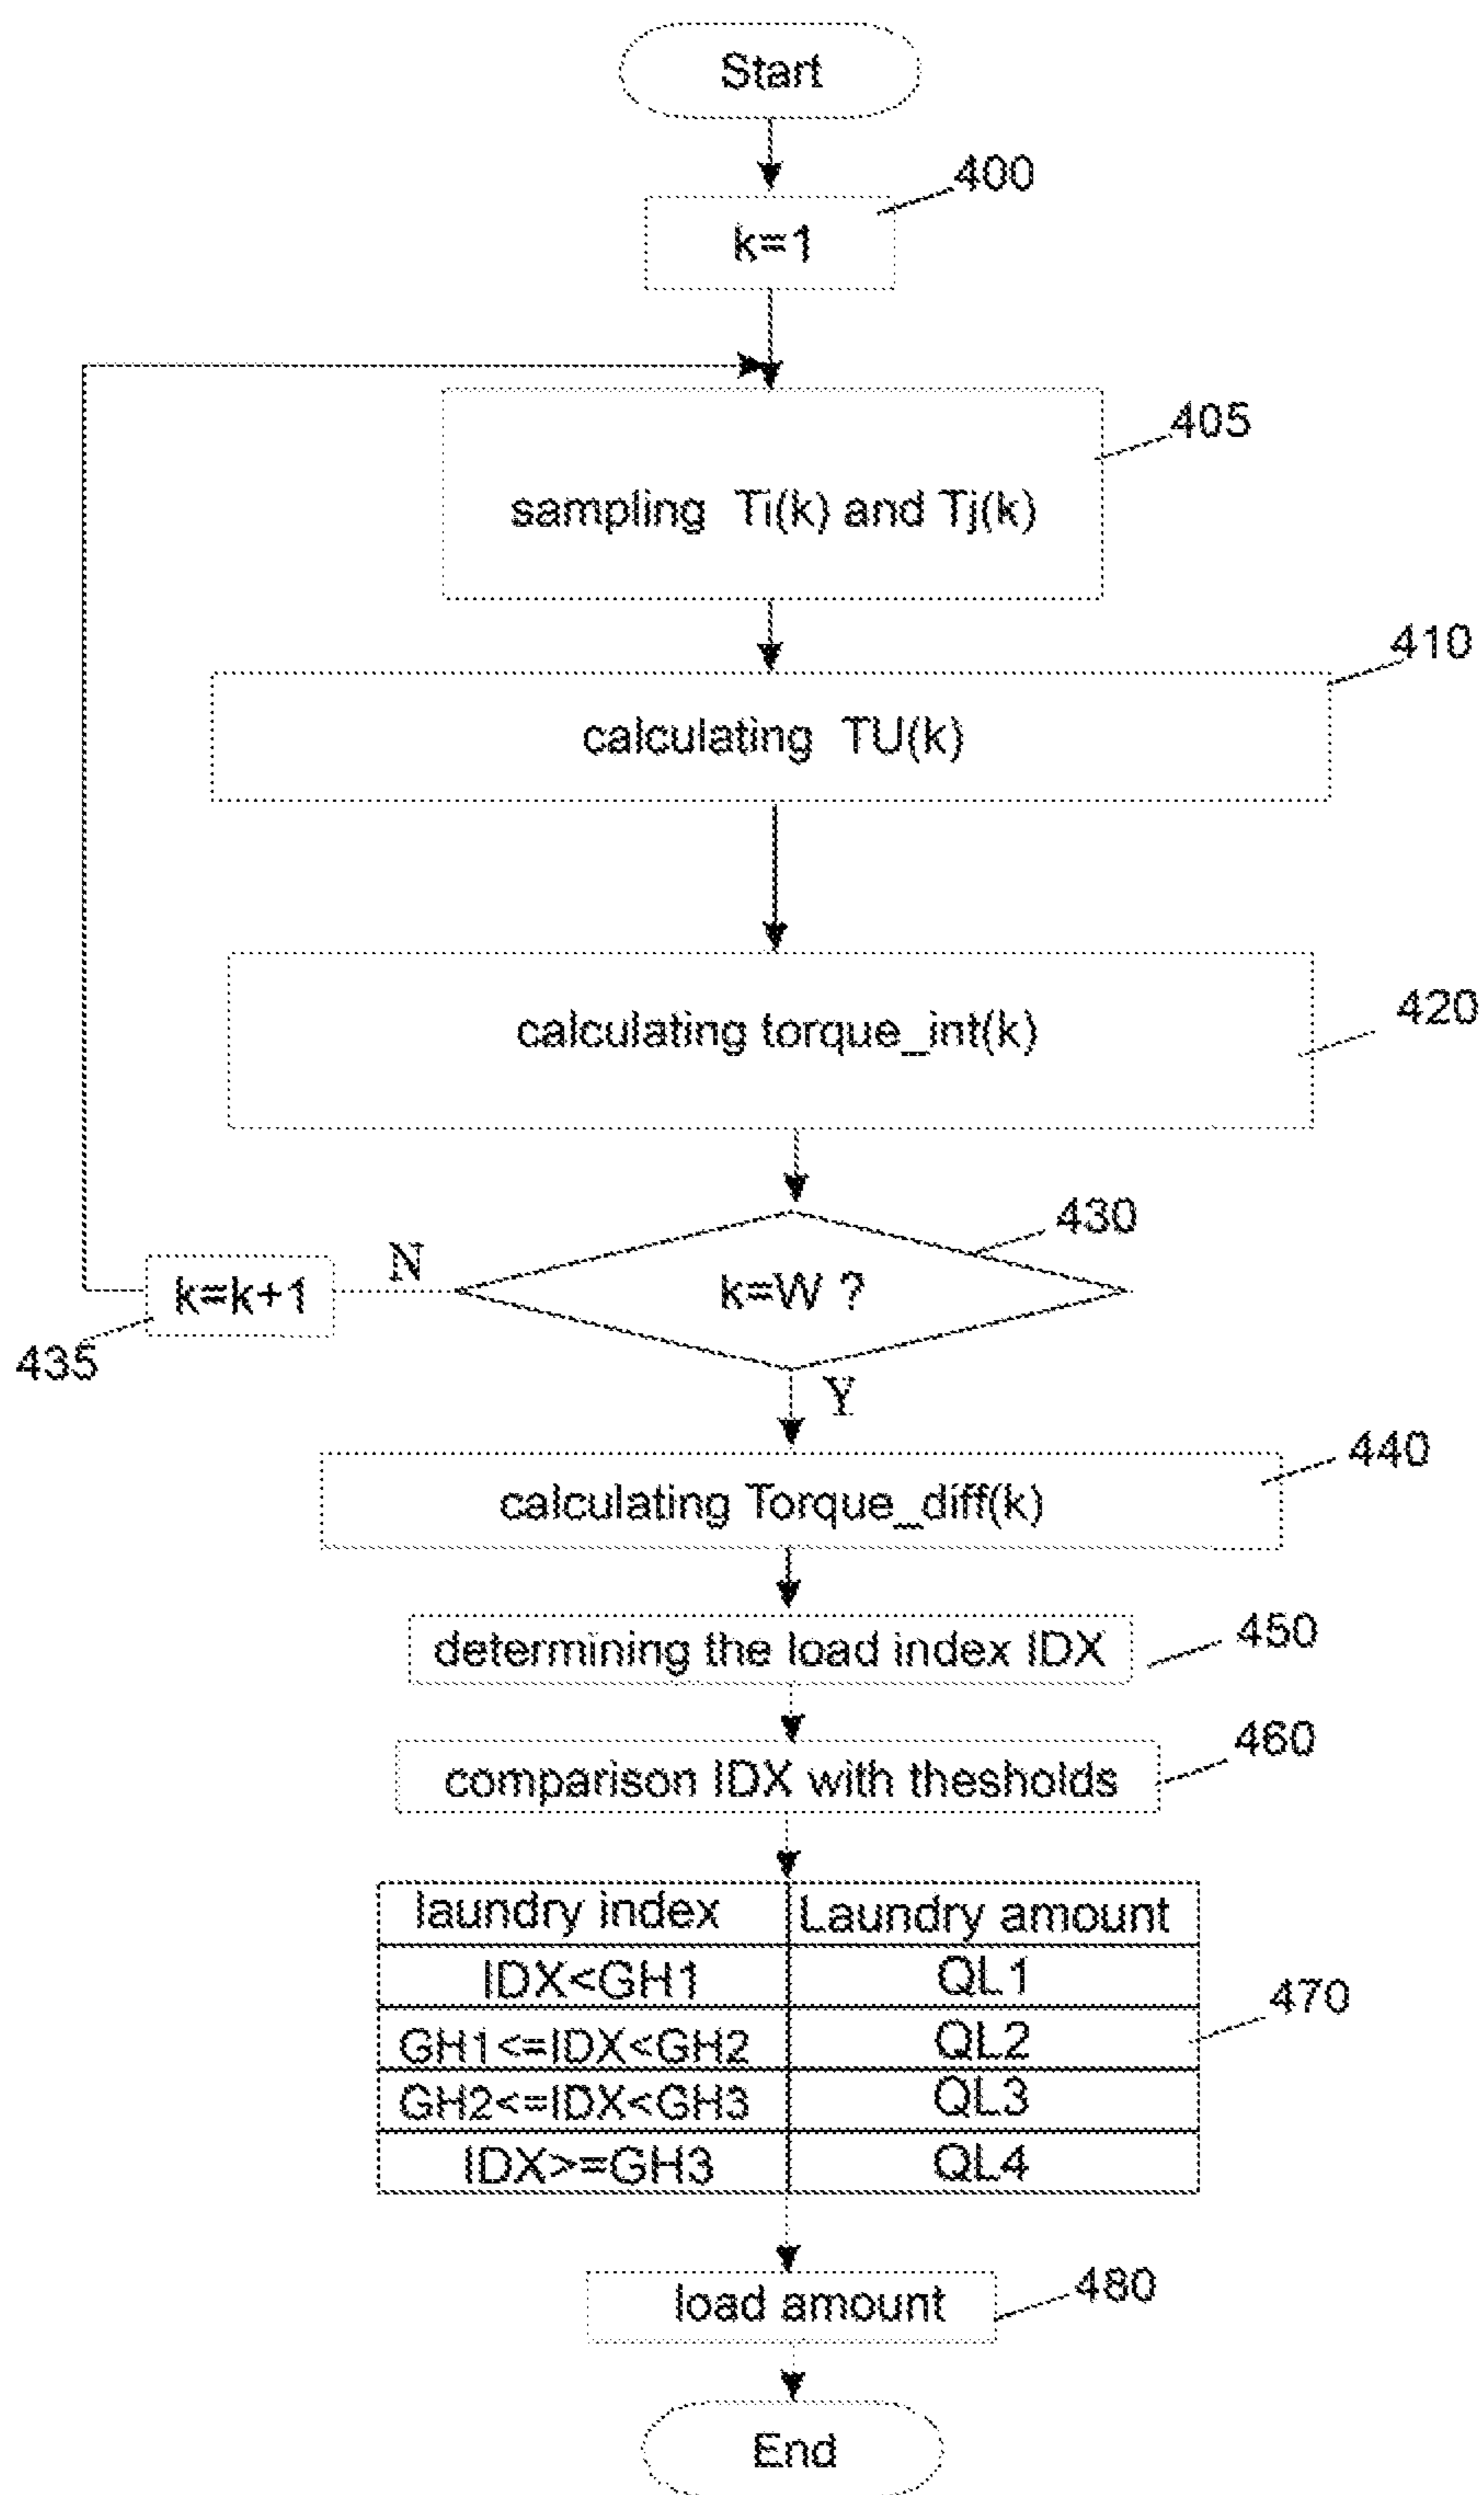 Start
400
k=1
405
sampling Ti(k) and Tj(k)
410
calculating TU(k)
420
calculating torque_int(k)
430
k=W ?
N
k=k+1
435
Y
440
calculating Torque_diff(k)
450
determining the load index IDX
460
comparison IDX with thesholds
laundry index Laundry amount
IDX<GH1 QL1
470
GH1<=IDX<GH2 QL2
GH2<=IDX<GH3 QL3
IDX>=GH3 QL4
480
load amount
End